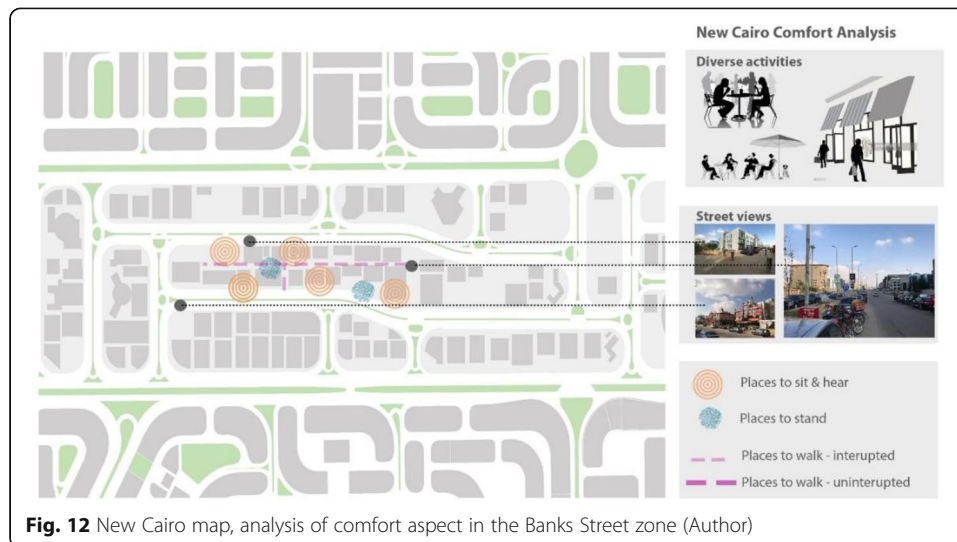 New Cairo Comfort Analysis
Diverse activities
Street views
Places to sit & hear
Places to stand
Places to walk - interupted
Places to walk - uninterrupted
Fig. 12 New Cairo map, analysis of comfort aspect in the Banks Street zone (Author)